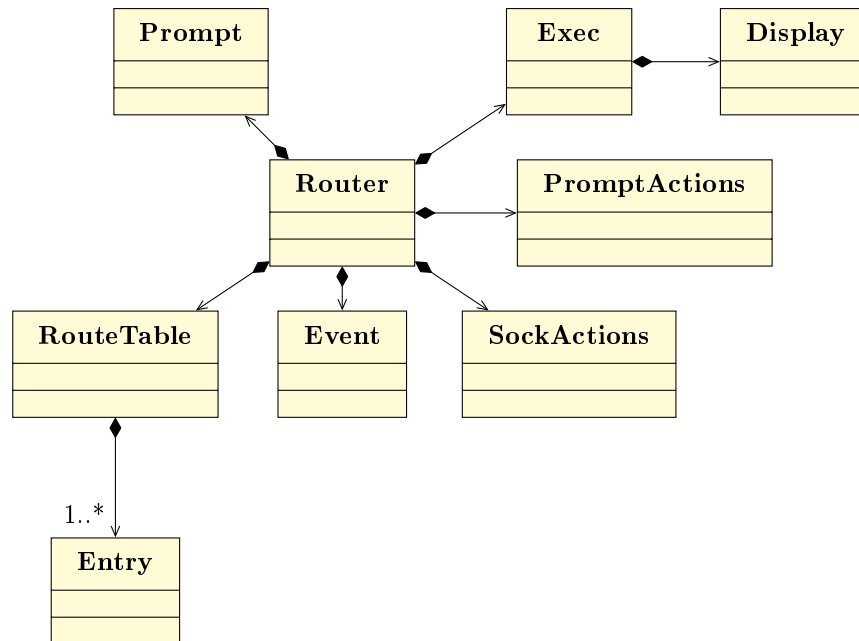 Prompt
Exec
Display
Router
PromptActions
RouteTable
Event
SockActions
1..*
Entry